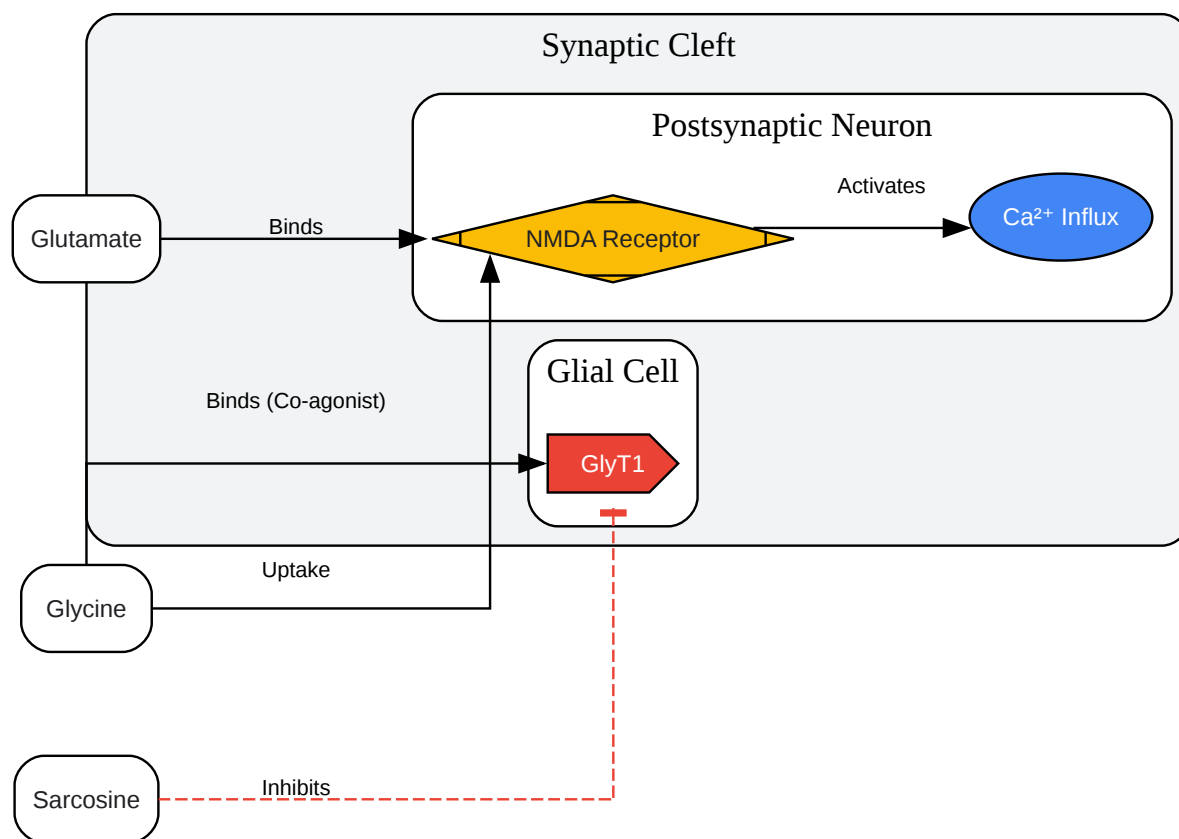 Synaptic Cleft
Postsynaptic Neuron
Activates
Glutamate
Binds
NMDA Receptor
Ca²⁺ Influx
Glial Cell
Binds (Co-agonist)
GlyT1
Uptake
Glycine
Inhibits
Sarcosine